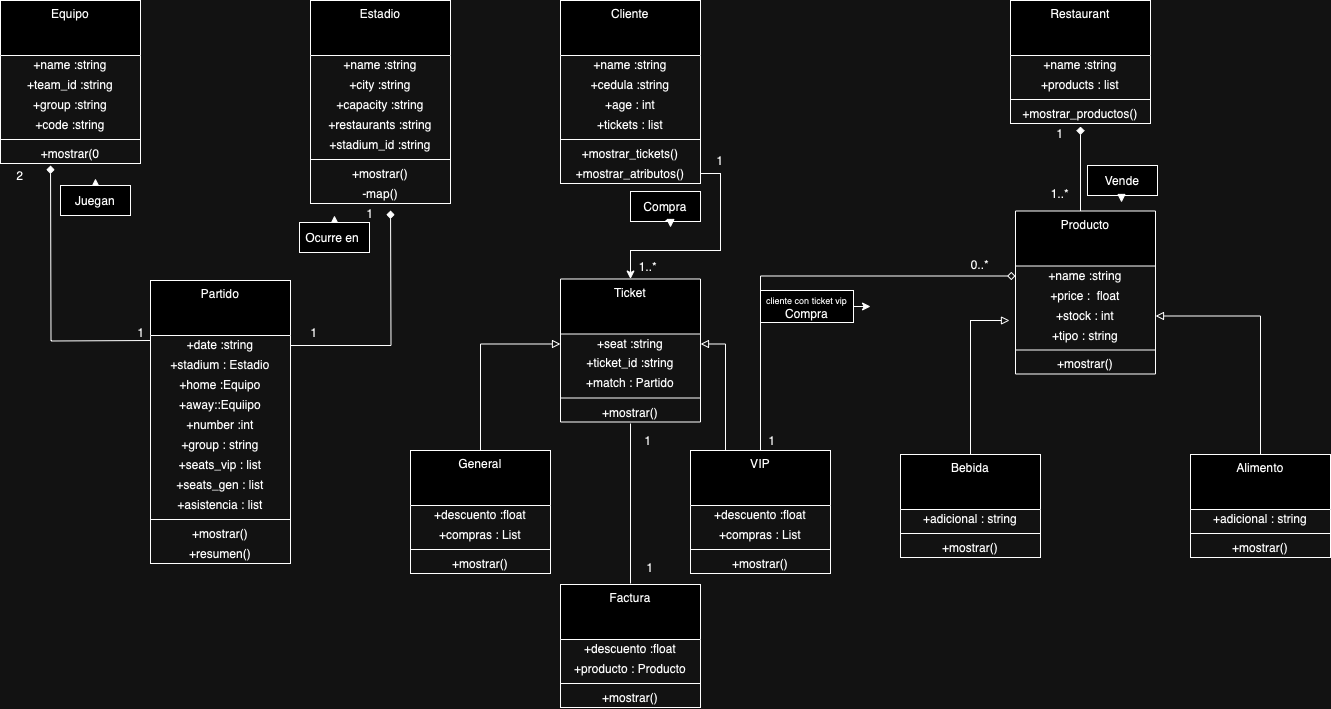 Equipo
+name :string
+team_id :string
+group :string
+code :string
+mostrar(0
2
Juegan
1
Estadio
+name :string
+city :string
+capacity :string
+restaurants :string
+stadium_id :string
+mostrar()
-map()
1
Ocurre en
1
Partido
+date :string
+stadium : Estadio
+home :Equipo
+away::Equiipo
+number :int
+group : string
+seats_vip : list
+seats_gen : list
+asistencia : list
+mostrar()
+resumen()
Cliente
+name :string
+cedula :string
+age : int
+tickets : list
+mostrar_tickets()
+mostrar_atributos()
1
Compra
1..*
Ticket
+seat :string
+ticket_id :string
+match : Partido
+mostrar()
1
General
+descuento :float
+compras : List
+mostrar()
VIP
+descuento :float
+compras : List
+mostrar()
1
1
Factura
+descuento :float
+producto : Producto
+mostrar()
cliente con ticket vip
Compra
0..*
Restaurant
+name :string
+products : list
+mostrar_productos()
1
Vende
1..*
Producto
+name :string
+price :  float
+stock : int
+tipo : string
+mostrar()
Bebida
+adicional : string
+mostrar()
Alimento
+adicional : string
+mostrar()